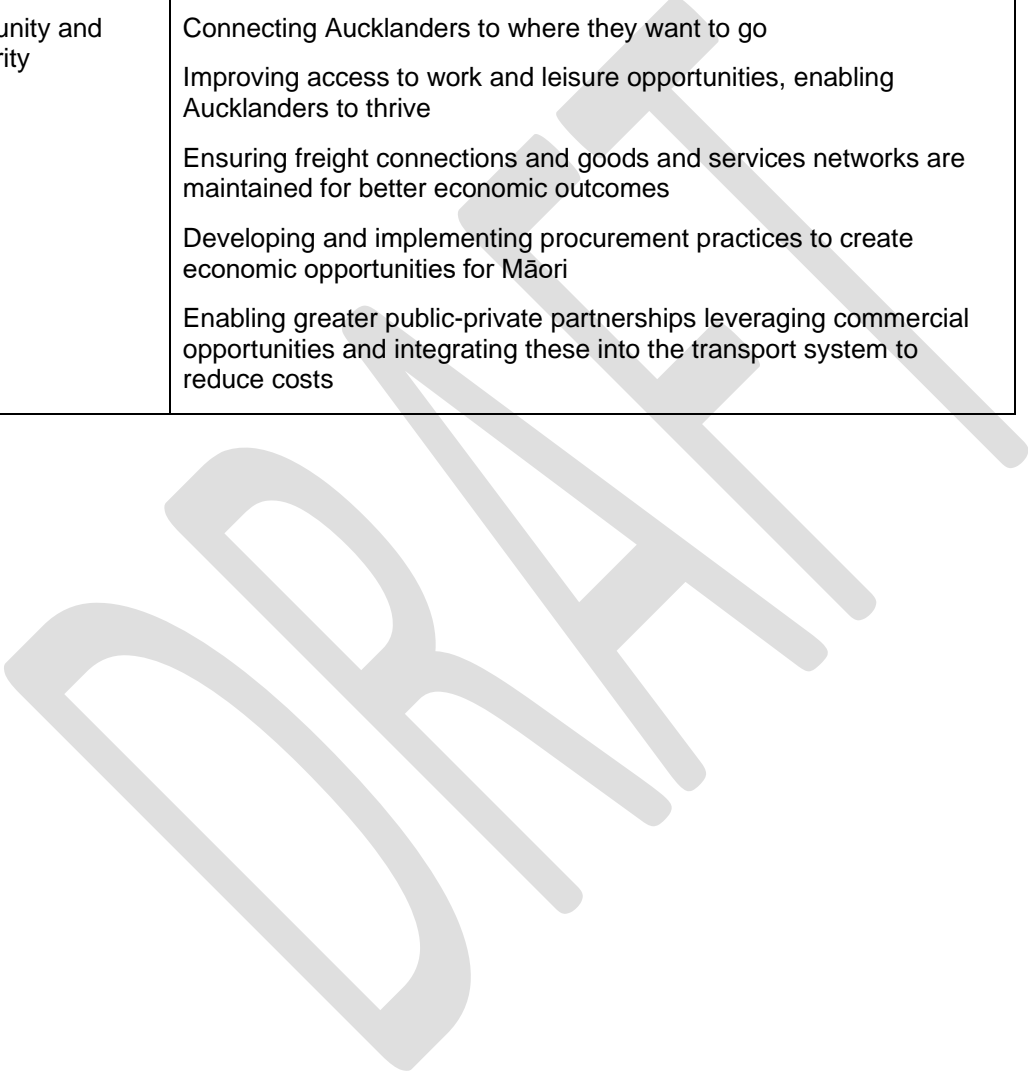 unity and
rity
Connecting Aucklanders to where they want to go
Improving access to work and leisure opportunities, enabling
Aucklanders to thrive
Ensuring freight connections and goods and services networks are
maintained for better economic outcomes
Developing and implementing procurement practices to create
economic opportunities for Māori
Enabling greater public-private partnerships leveraging commercial
opportunities and integrating these into the transport system to
reduce costs
DRAFT